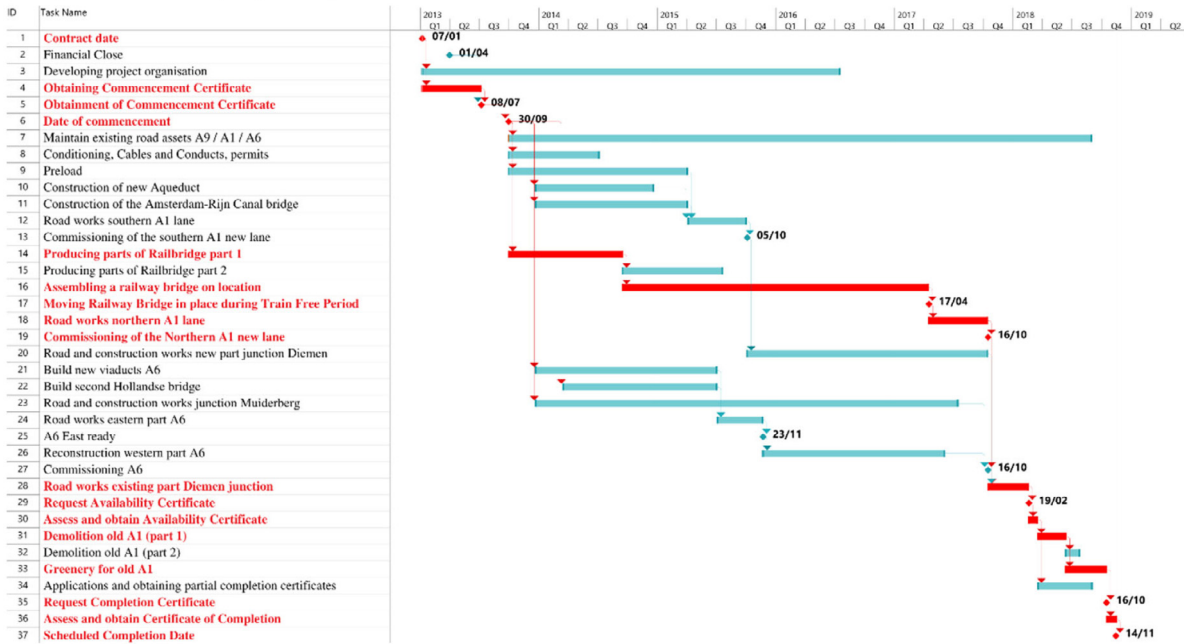 ID Task Name 2013 2014 2015 2016 2017 2018 2019
Q1 Q2 Q3 Q4 Q1 Q2 Q3 Q4 Q1 Q2 Q3 Q4 Q1 Q2 Q3 Q4 Q1 Q2 Q3 Q4 Q1 Q2 Q3 Q4 Q1 Q2
1 Contract date 07/01
2 Financial Close 01/04
3 Developing project organisation
4 Obtaining Commencement Certificate
5 Obtainment of Commencement Certificate 08/07
6 Date of commencement 30/09
7 Maintain existing road assets A9 / A1 / A6
8 Conditioning, Cables and Conducts, permits
9 Preload
10 Construction of new Aqueduct
11 Construction of the Amsterdam-Rijn Canal bridge
12 Road works southern A1 lane
13 Commissioning of the southern A1 new lane 05/10
14 Producing parts of Railbridge part 1
15 Producing parts of Railbridge part 2
16 Assembling a railway bridge on location
17 Moving Railway Bridge in place during Train Free Period 17/04
18 Road works northern A1 lane
19 Commissioning of the Northern A1 new lane 16/10
20 Road and construction works new part junction Diemen
21 Build new viaducts A6
22 Build second Hollandse bridge
23 Road and construction works junction Muiderberg
24 Road works eastern part A6
25 A6 East ready 23/11
26 Reconstruction western part A6
27 Commissioning A6 16/10
28 Road works existing part Diemen junction
29 Request Availability Certificate 19/02
30 Assess and obtain Availability Certificate
31 Demolition old A1 (part 1)
32 Demolition old A1 (part 2)
33 Greenery for old A1
34 Applications and obtaining partial completion certificates
35 Request Completion Certificate 16/10
36 Assess and obtain Certificate of Completion
37 Scheduled Completion Date 14/11